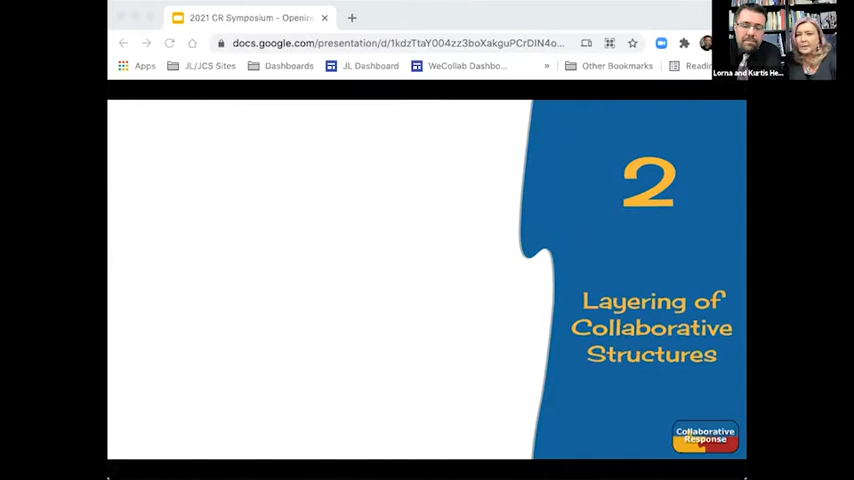 2021 CR Symposium - Openin
docs.google.com/presentation/d/1kdzTtaY004zz3boXakguPCrDIN4o...
Apps
JL/JCS Sites
Dashboards
JL Dashboard
WeCollab Dashbo...
»
Other Bookmarks
Readin
Lorna and Kurtis He...
2
Layering of
Collaborative
Structures
Collaborative
Response